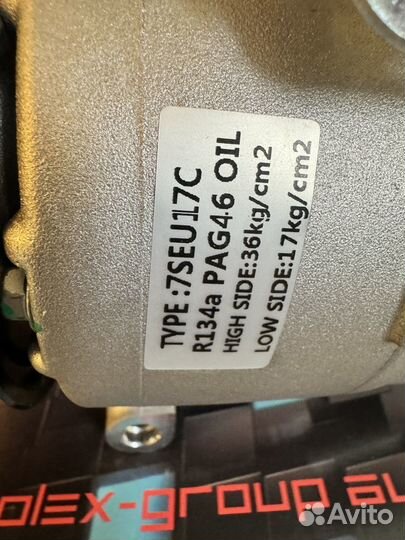 TYPE :7SEU17C
R134a PAG46 OIL
HIGH SIDE:36kg/cm2
LOW SIDE:17kg/cm2
olex-group.au
Avito